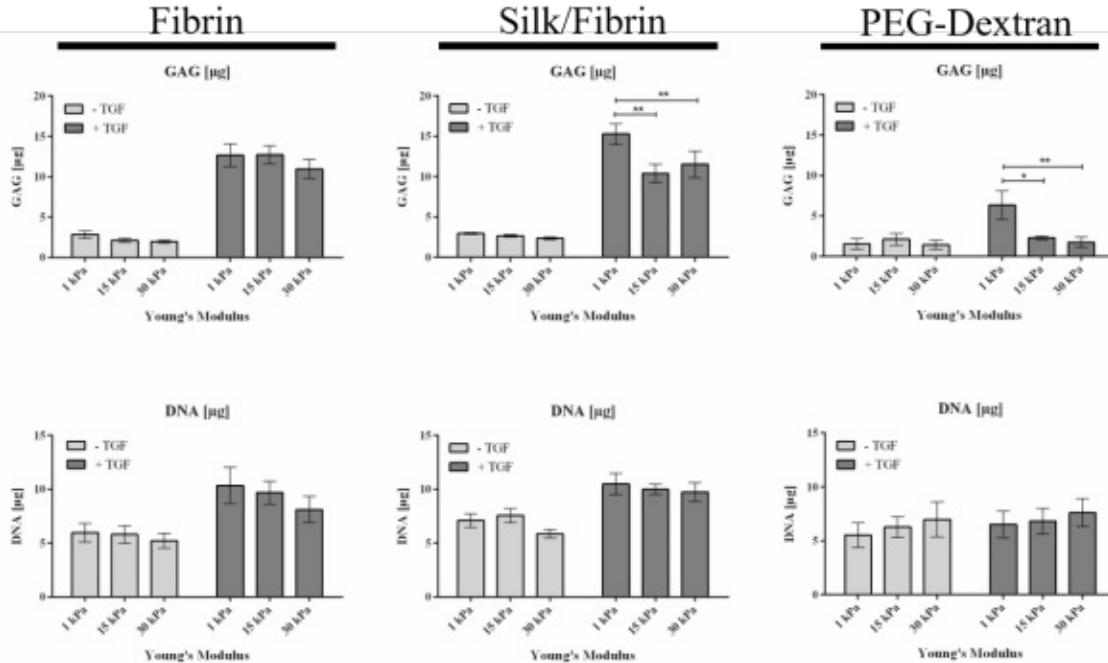 Fibrin
Silk/Fibrin
PEG-Dextran
GAG [µg]
GAG [µg]
20
15
10
5
0
- TGF
+ TGF
1 kPa
15 kPa
30 kPa
1 kPa
15 kPa
30 kPa
Young's Modulus
GAG [µg]
GAG [µg]
20
15
10
5
0
- TGF
+ TGF
**
**
1 kPa
15 kPa
30 kPa
1 kPa
15 kPa
30 kPa
Young's Modulus
GAG [µg]
GAG [µg]
20
15
10
5
0
- TGF
+ TGF
**
*
1 kPa
15 kPa
30 kPa
1 kPa
15 kPa
30 kPa
Young's Modulus
DNA [µg]
DNA [µg]
15
10
5
0
- TGF
+ TGF
1 kPa
15 kPa
30 kPa
1 kPa
15 kPa
30 kPa
Young's Modulus
DNA [µg]
DNA [µg]
15
10
5
0
- TGF
+ TGF
1 kPa
15 kPa
30 kPa
1 kPa
15 kPa
30 kPa
Young's Modulus
DNA [µg]
DNA [µg]
15
10
5
0
- TGF
+ TGF
1 kPa
15 kPa
30 kPa
1 kPa
15 kPa
30 kPa
Young's Modulus